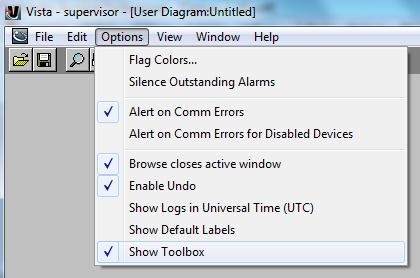 Vista - supervisor - [User Diagram:Untitled]
File Edit Options View Window Help
Flag Colors...
Silence Outstanding Alarms
Alert on Comm Errors
Alert on Comm Errors for Disabled Devices
Browse closes active window
Enable Undo
Show Logs in Universal Time (UTC)
Show Default Labels
Show Toolbox